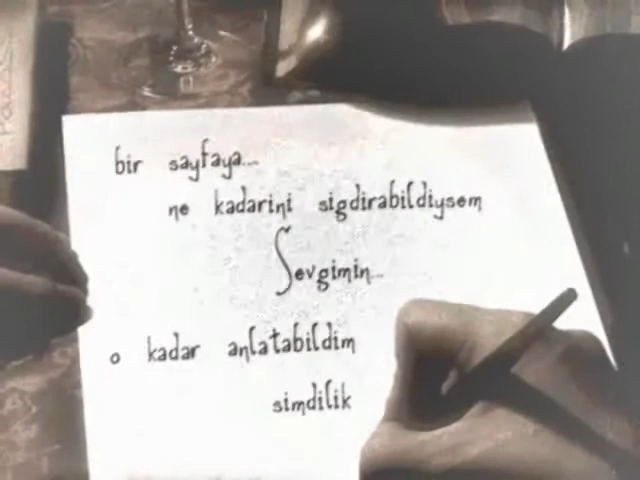 bir sayfaya...
ne kadarini sigdirabildiysem
Sevgimin...
o kadar anlatabildim
simdilik